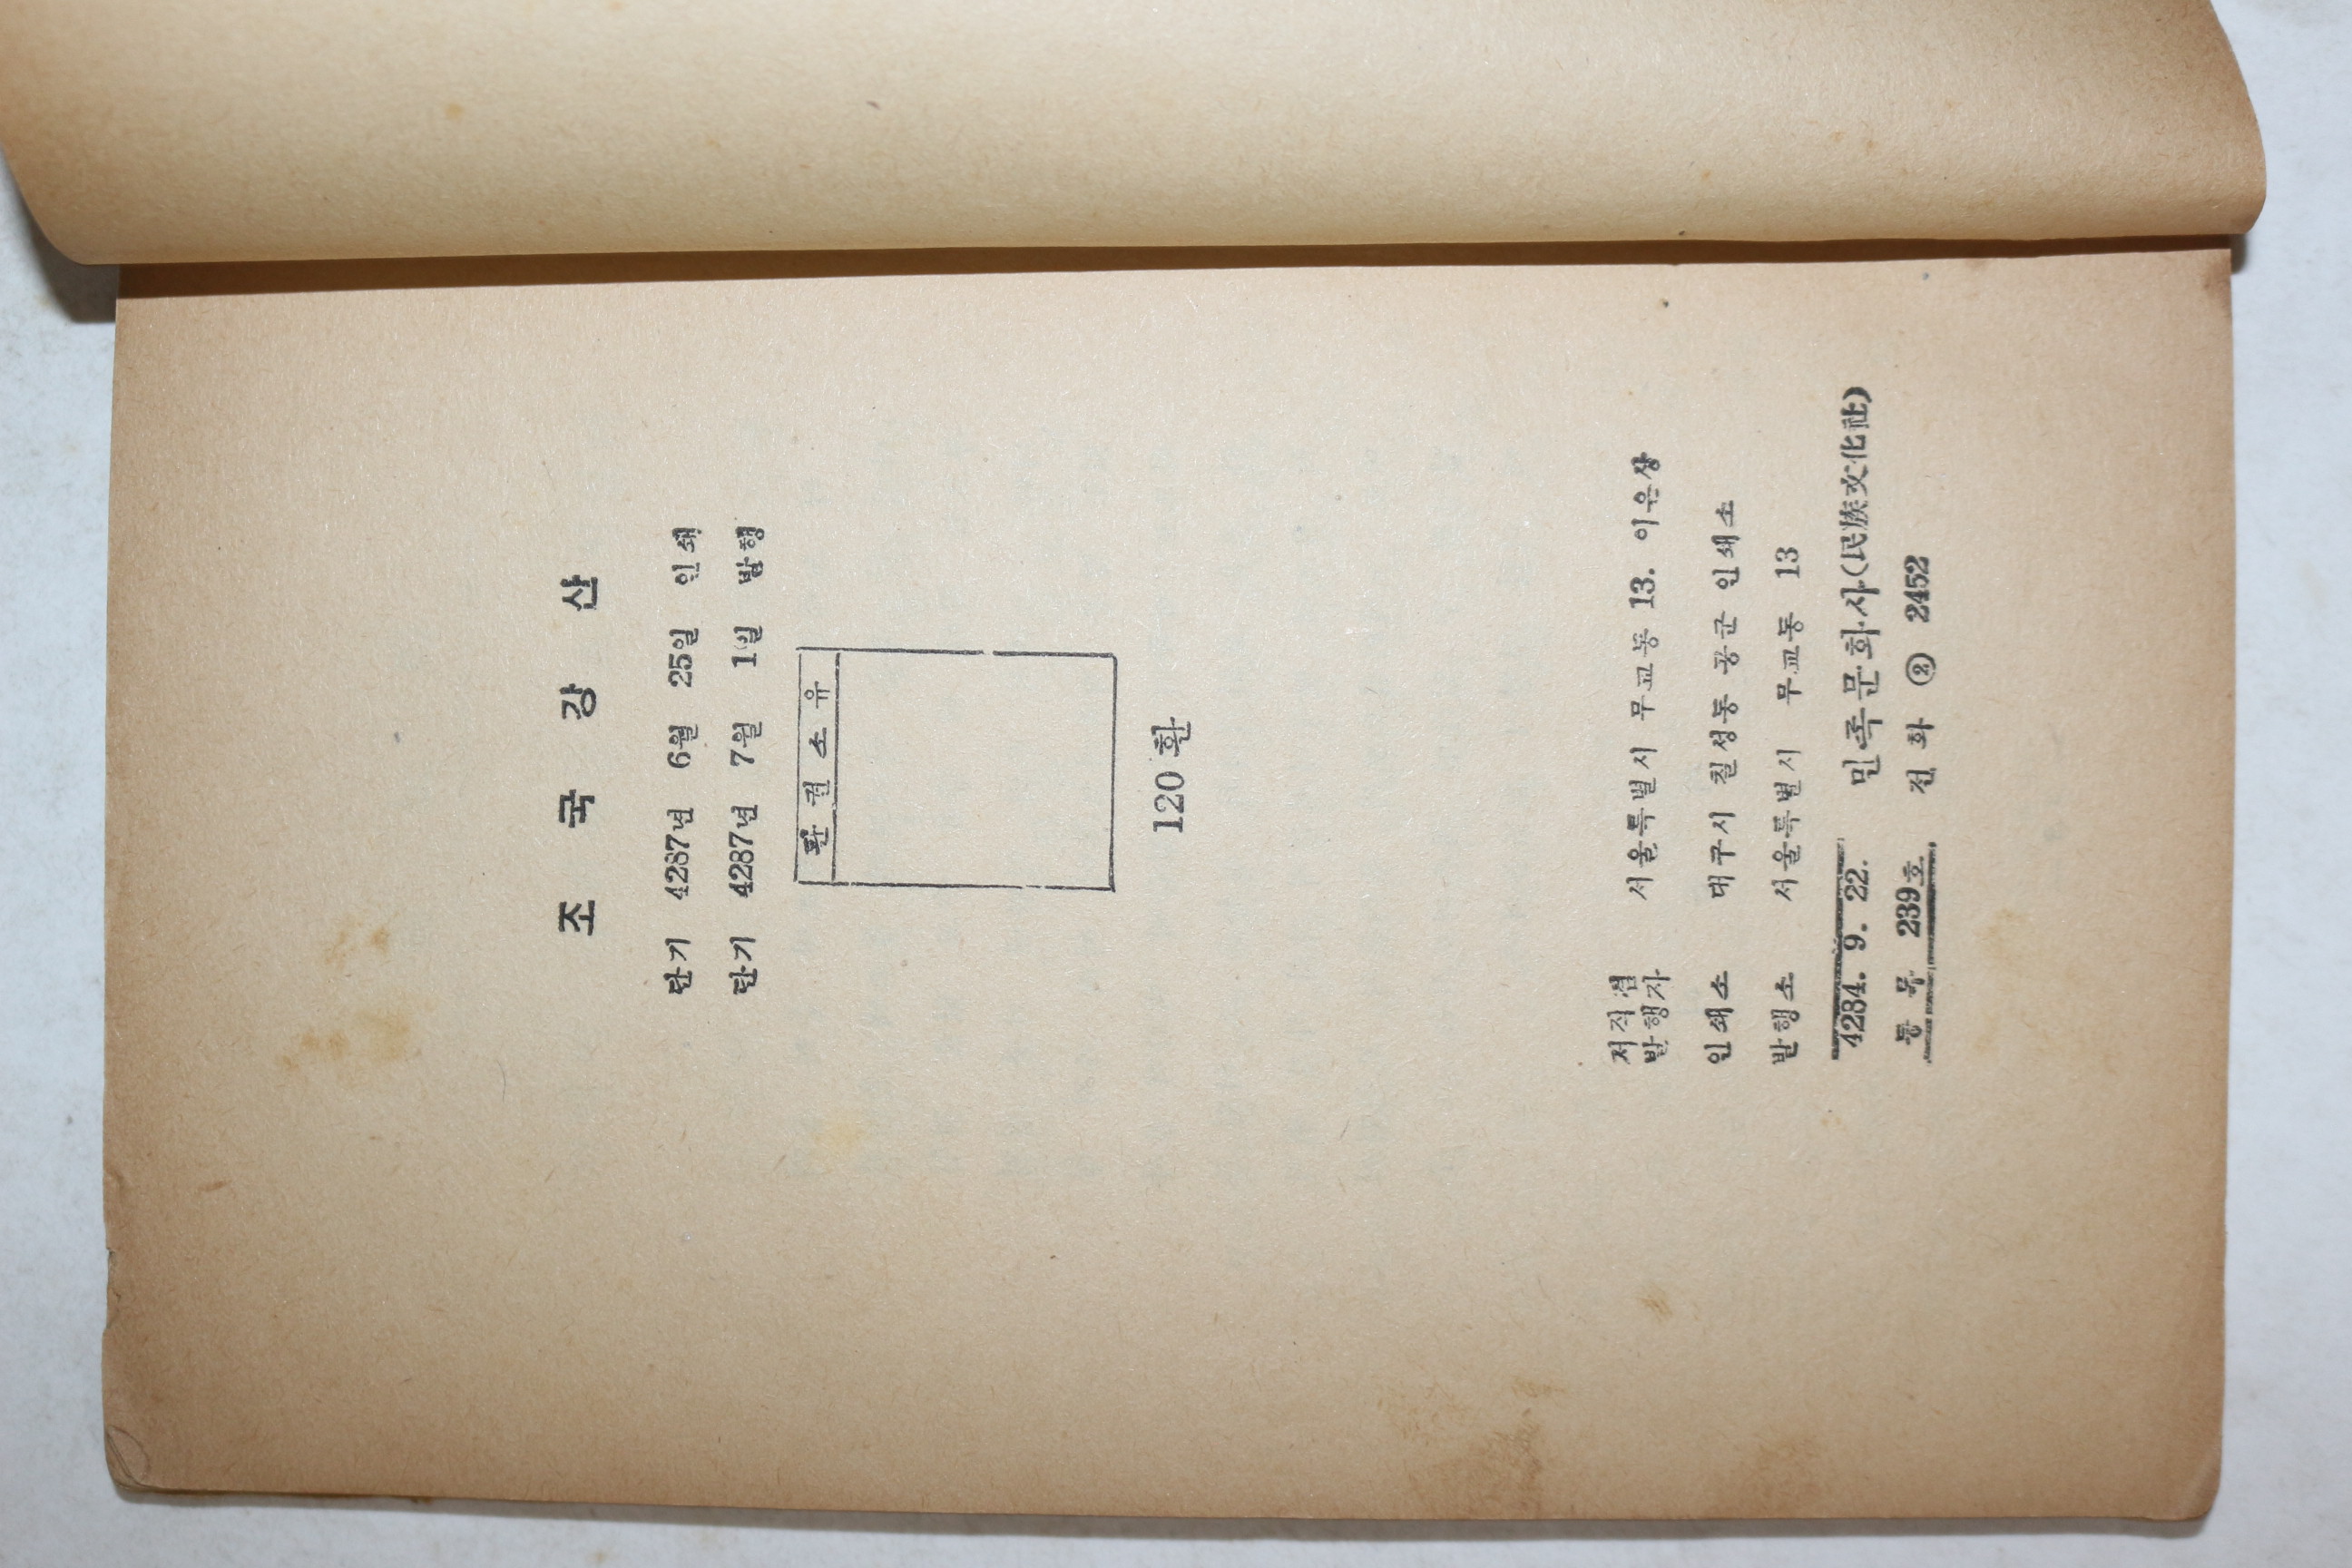 조국강산
단기 4287년 6월 25일 인쇄
단기 4287년 7월 1일 발행
판권소유
120환
저작 겸
발행자 서울특별시 무교동 13. 이은상
인쇄소 대구시 칠성동 공군 인쇄소
발행소 서울특별시 무교동 13
4284. 9. 22. 민족문화사(民族文化社)
등록 239호 전화 ② 2452